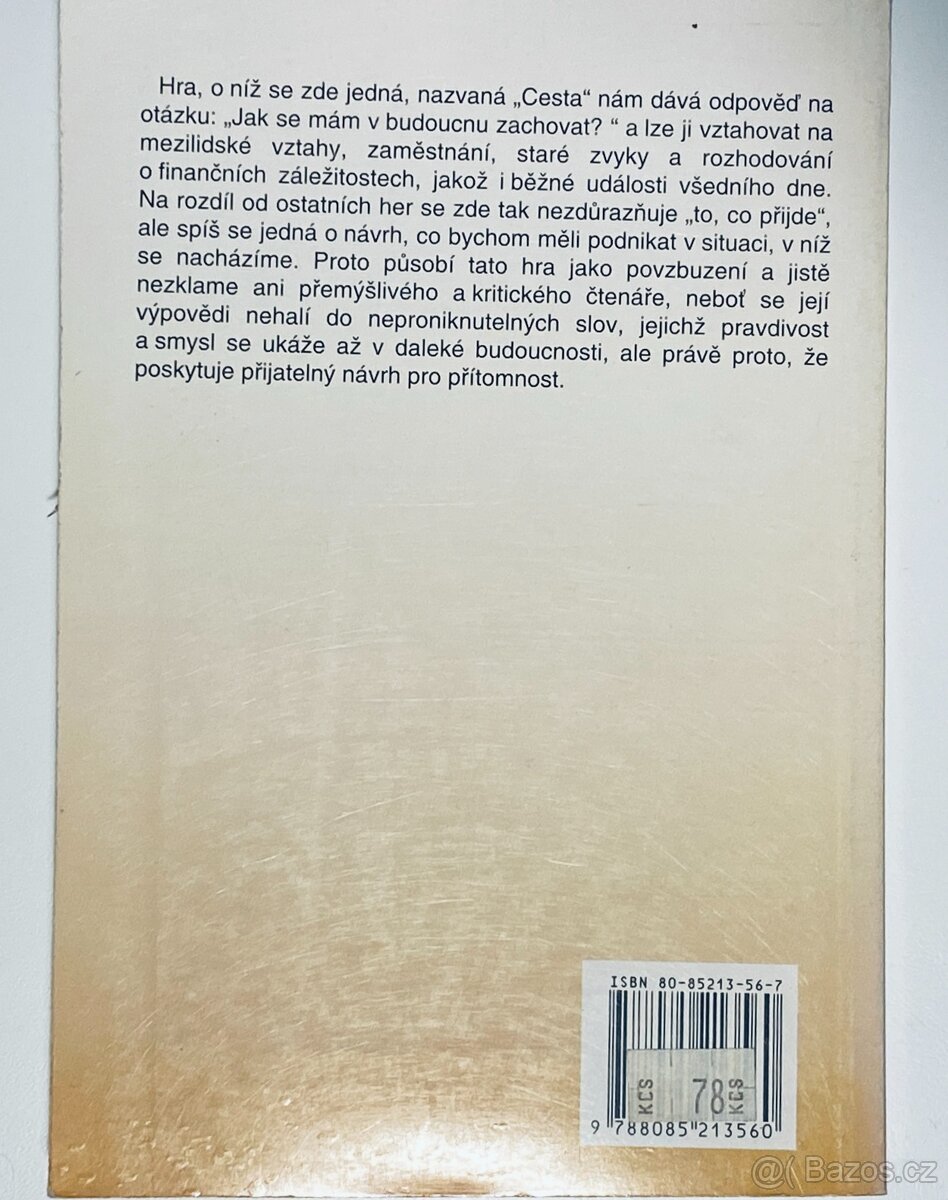 Hra, o níž se zde jedná, nazvaná „Cesta“ nám dává odpověď na
otázku: „Jak se mám v budoucnu zachovat? “ a lze ji vztahovat na
mezilidské vztahy, zaměstnání, staré zvyky a rozhodování
o finančních záležitostech, jakož i běžné události všedního dne.
Na rozdíl od ostatních her se zde tak nezdůrazňuje „to, co přijde“,
ale spíš se jedná o návrh, co bychom měli podnikat v situaci, v níž
se nacházíme. Proto působí tato hra jako povzbuzení a jistě
nezklame ani přemýšlivého a kritického čtenáře, neboť se její
výpovědi nehalí do neproniknutelných slov, jejichž pravdivost
a smysl se ukáže až v daleké budoucnosti, ale právě proto, že
poskytuje přijatelný návrh pro přítomnost.
ISBN 80-85213-56-7
KCS 78 KCS
9 788085 213560
@( Bazos.cz